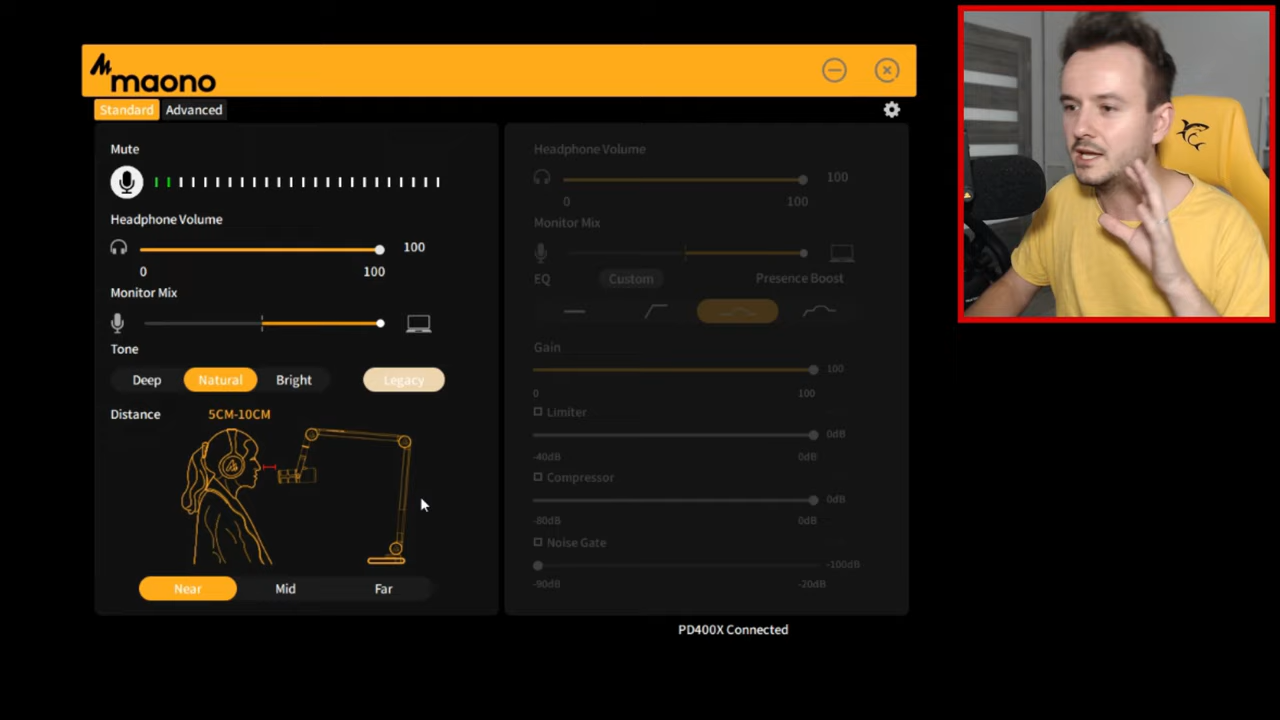 maono
Standard Advanced
Mute
Headphone Volume
100
0 100
Monitor Mix
Tone
Deep Natural Bright Legacy
Distance 5CM-10CM
Near Mid Far
Headphone Volume
100
0 100
Monitor Mix
EQ Custom Presence Boost
Gain
100
0 100
Limiter
0dB
-40dB 0dB
Compressor
0dB
-80dB 0dB
Noise Gate
-100dB
-90dB -20dB
PD400X Connected